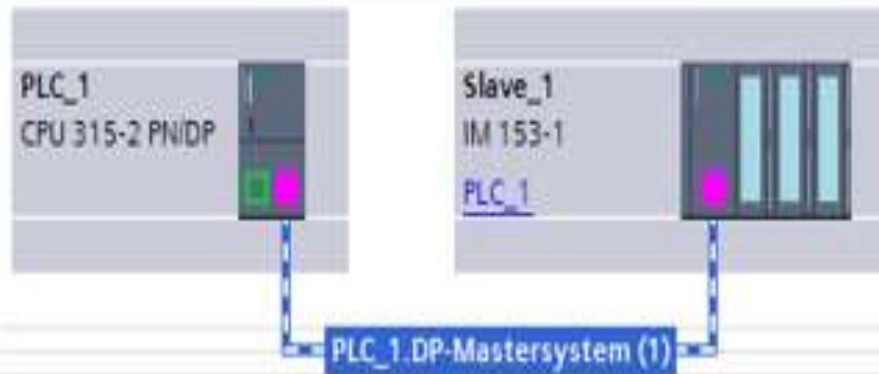 PLC_1
CPU 315-2 PN/DP
Slave_1
IM 153-1
PLC_1
PLC_1.DP-Mastersystem (1)